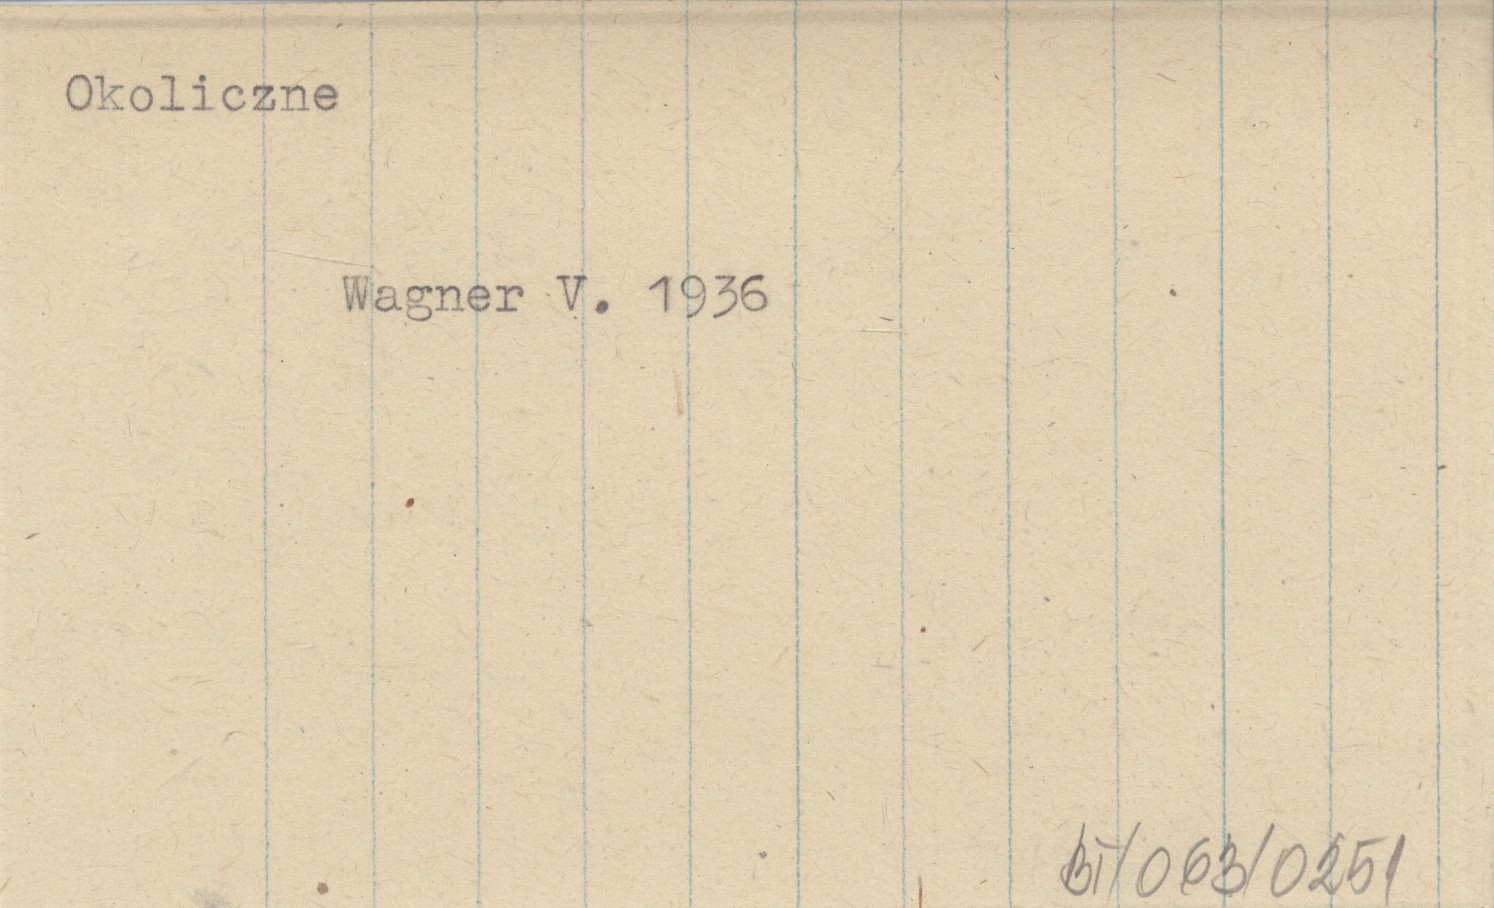 Okoliczne
Wagner V. 1936
BI/063/0251